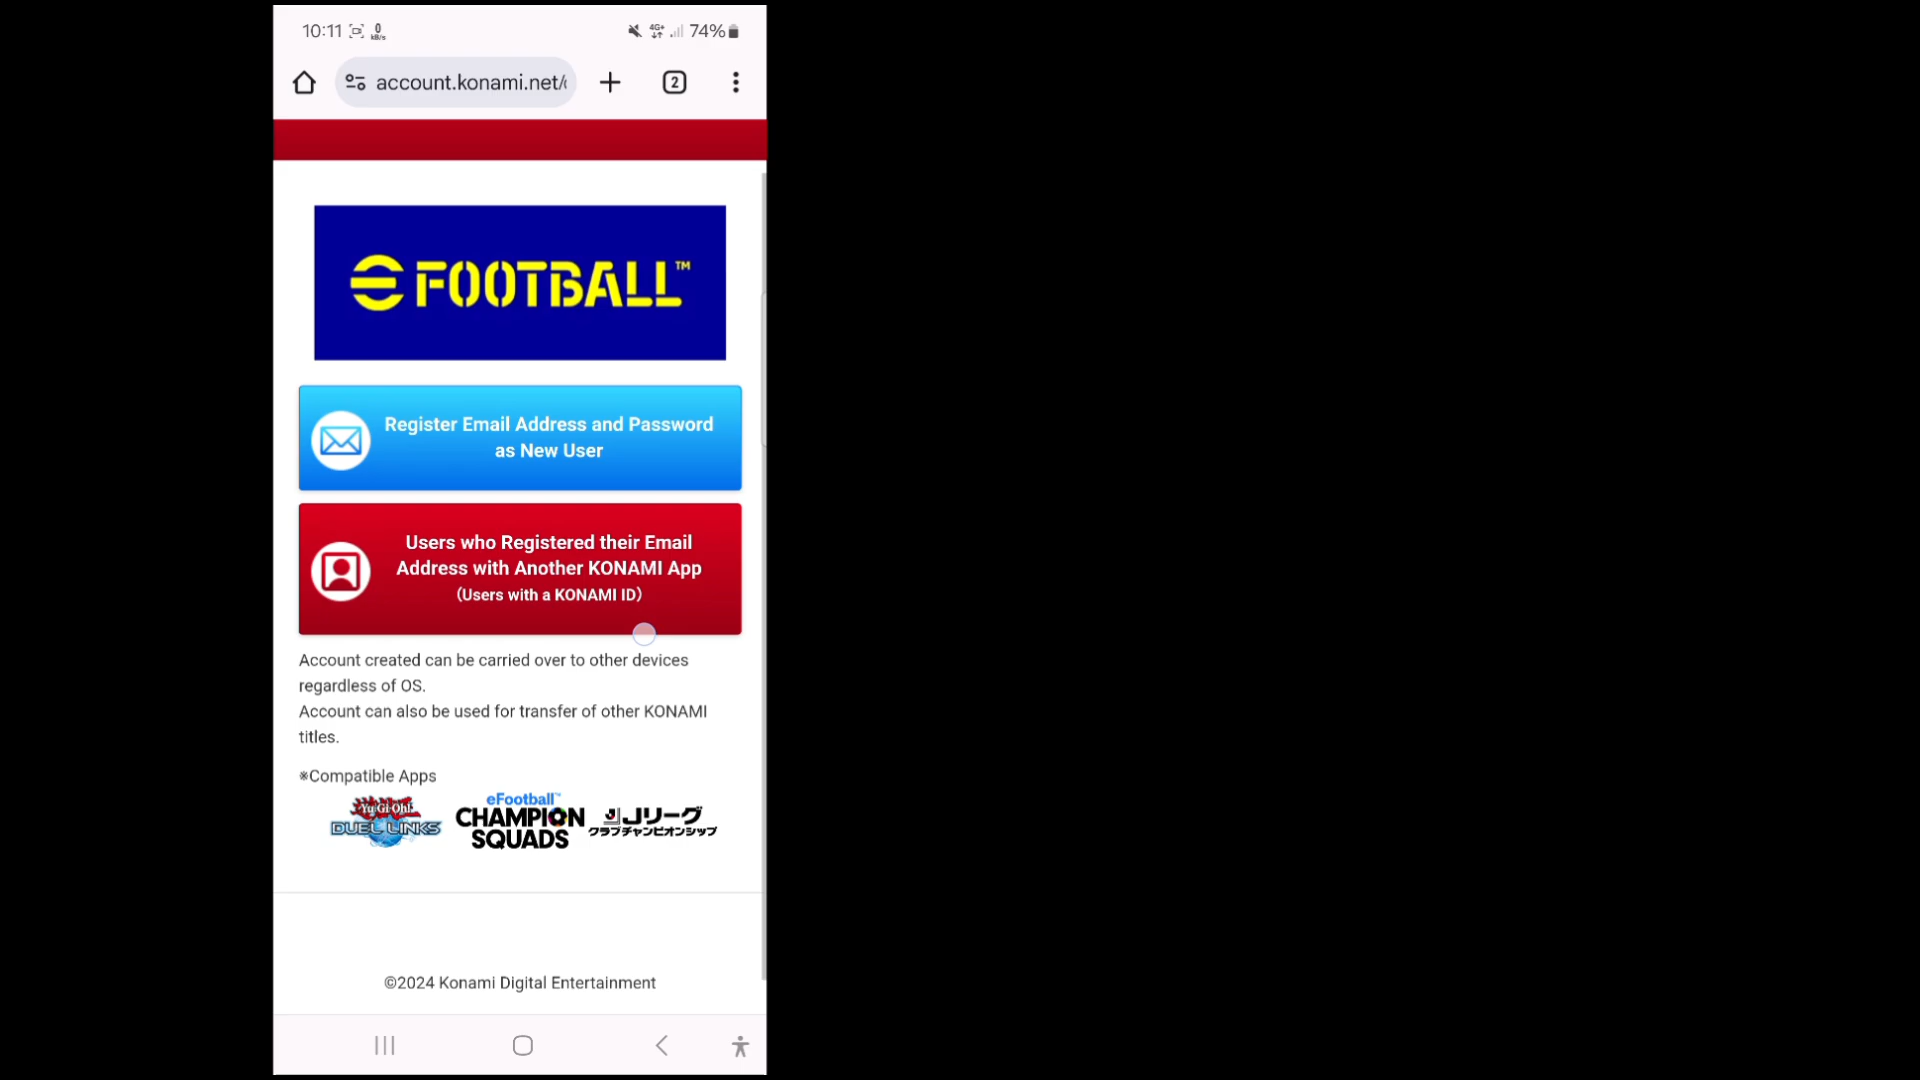 10:11 0 kB/s 4G+ 74%
account.konami.net/
2
FOOTBALL™
Register Email Address and Password
as New User
Users who Registered their Email
Address with Another KONAMI App
(Users with a KONAMI ID)
Account created can be carried over to other devices
regardless of OS.
Account can also be used for transfer of other KONAMI
titles.
※Compatible Apps
Yu-Gi-Oh!
DUEL LINKS
eFootball™
CHAMPION
SQUADS
Jリーグ
クラブチャンピオンシップ
©2024 Konami Digital Entertainment